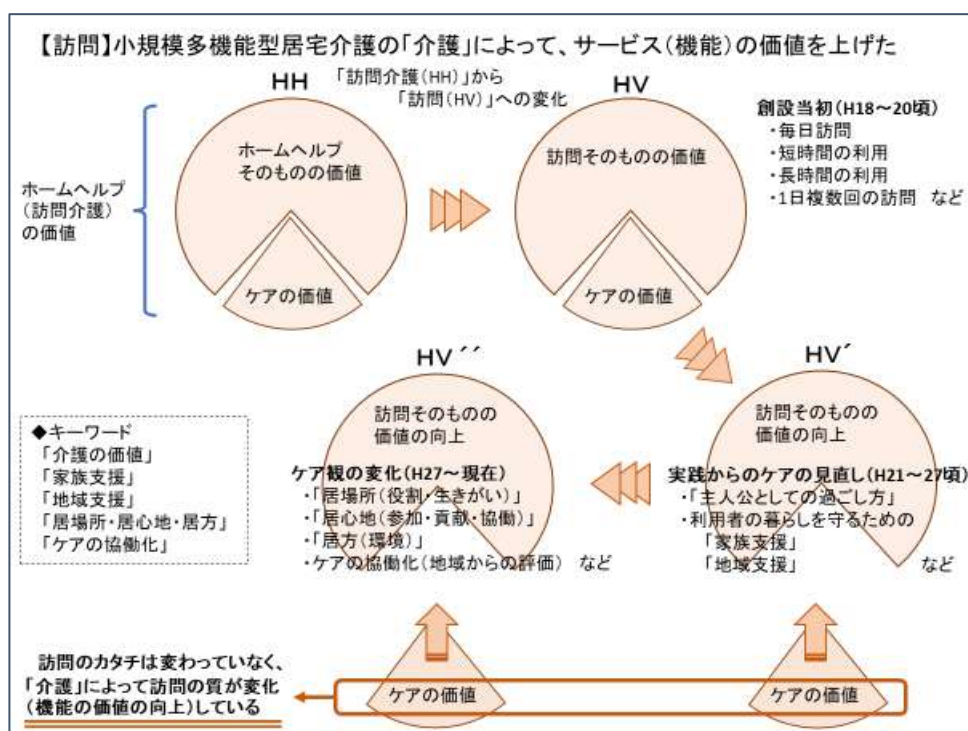 【訪問】小規模多機能型居宅介護の「介護」によって、サービス(機能)の価値を上げた
HH
「訪問介護(HH)」から
「訪問(HV)」への変化
HV
ホームヘルプ
(訪問介護)
の価値
ホームヘルプ
そのものの価値
ケアの価値
訪問そのものの価値
ケアの価値
創設当初(H18～20頃)
・毎日訪問
・短時間の利用
・長時間の利用
・1日複数回の訪問 など
HV´
訪問そのものの
価値の向上
実践からのケアの見直し(H21～27頃)
・「主人公としての過ごし方」
・利用者の暮らしを守るための
「家族支援」
「地域支援」 など
ケアの価値
HV´´
訪問そのものの
価値の向上
ケア観の変化(H27～現在)
・「居場所(役割・生きがい)」
・「居心地(参加・貢献・協働)」
・「居方(環境)」
・ケアの協働化(地域からの評価) など
ケアの価値
◆キーワード
「介護の価値」
「家族支援」
「地域支援」
「居場所・居心地・居方」
「ケアの協働化」
訪問のカタチは変わっていなく、
「介護」によって訪問の質が変化
(機能の価値の向上)している